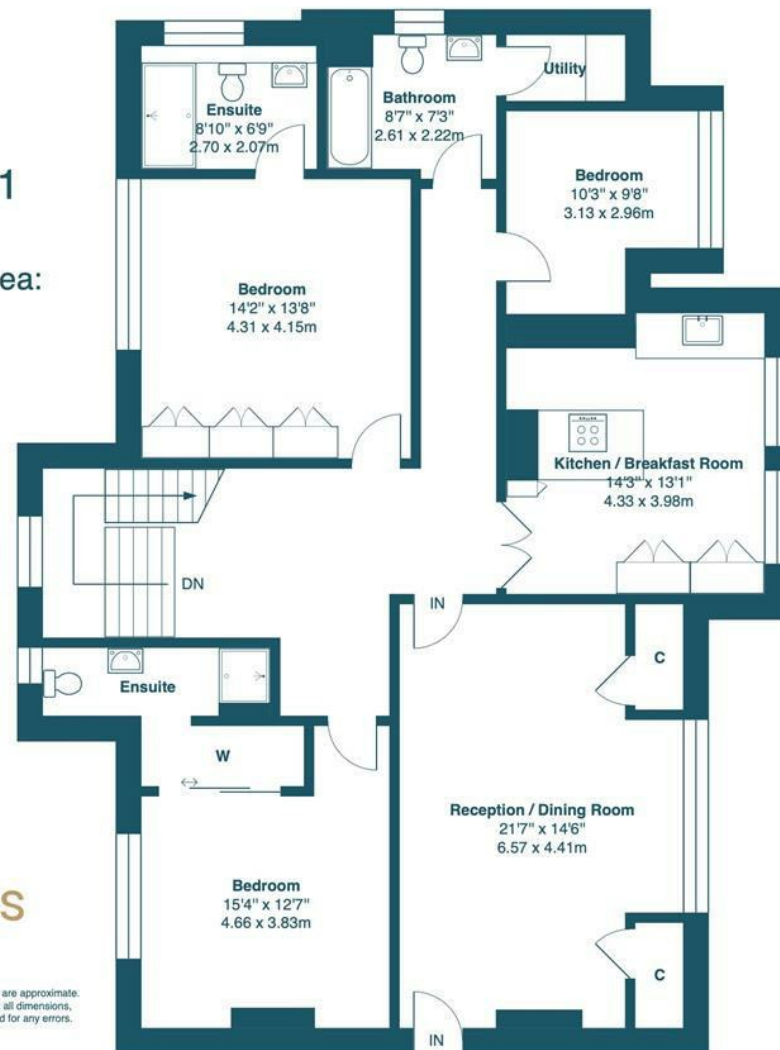 1
ea:
Ensuite
8'10" x 6'9"
2.70 x 2.07m
Bathroom
8'7" x 7'3"
2.61 x 2.22m
Utility
Bedroom
10'3" x 9'8"
3.13 x 2.96m
Bedroom
14'2" x 13'8"
4.31 x 4.15m
Kitchen / Breakfast Room
14'3" x 13'1"
4.33 x 3.98m
DN
IN
Ensuite
C
W
Reception / Dining Room
21'7" x 14'6"
6.57 x 4.41m
Bedroom
15'4" x 12'7"
4.66 x 3.83m
S
C
are approximate.
all dimensions,
d for any errors.
IN